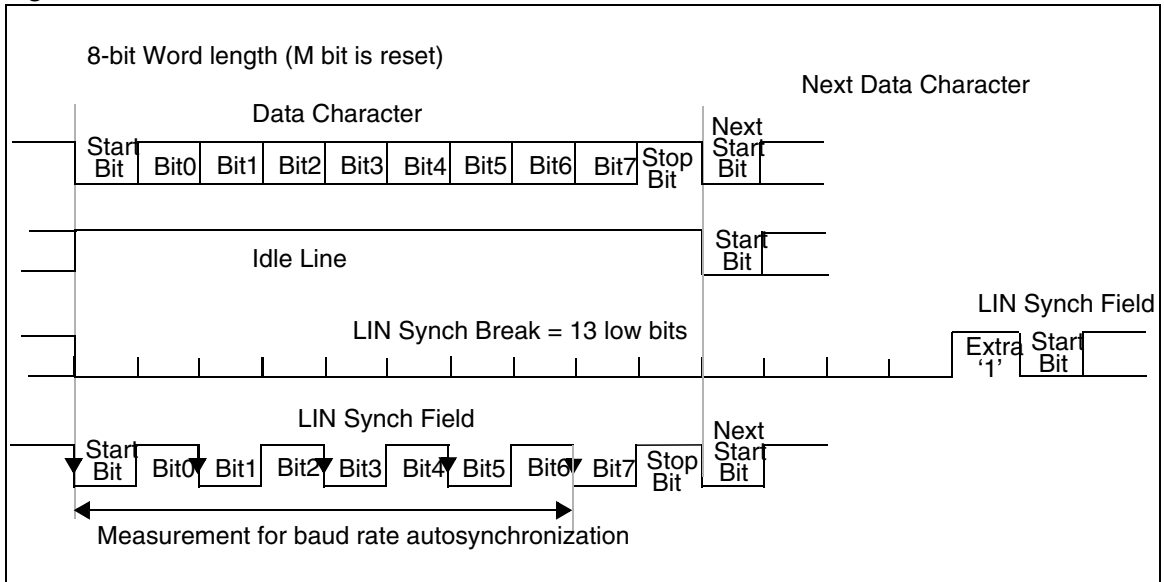 8-bit Word length (M bit is reset)
Next Data Character
Data Character
Start Bit Bit0 Bit1 Bit2 Bit3 Bit4 Bit5 Bit6 Bit7 Stop Bit Next Start Bit
Idle Line
Start Bit
LIN Synch Field
LIN Synch Break = 13 low bits
Extra '1' Start Bit
LIN Synch Field
Start Bit Bit0 Bit1 Bit2 Bit3 Bit4 Bit5 Bit6 Bit7 Stop Bit Next Start Bit
Measurement for baud rate autosynchronization